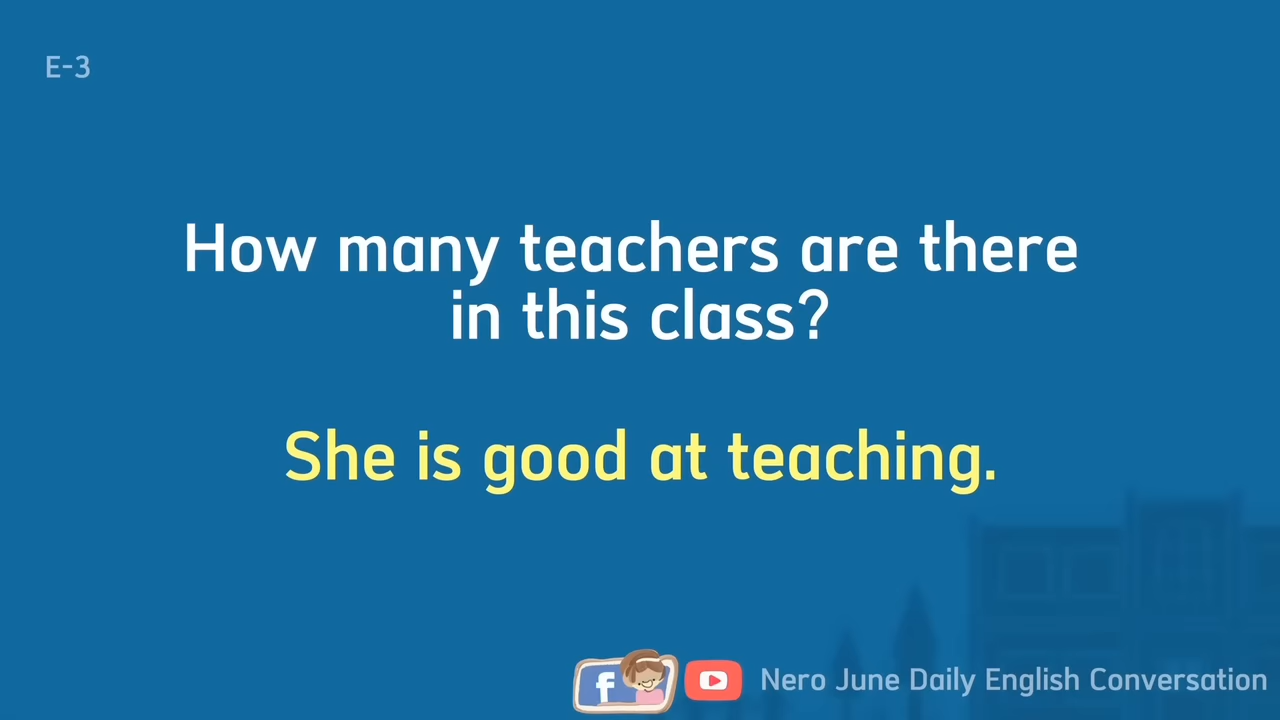 E-3
How many teachers are there
in this class?
She is good at teaching.
f
Nero June Daily English Conversation